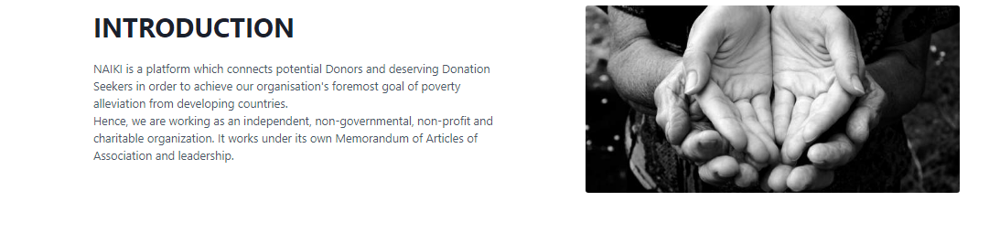 INTRODUCTION
NAIKI is a platform which connects potential Donors and deserving Donation
Seekers in order to achieve our organisation's foremost goal of poverty
alleviation from developing countries.
Hence, we are working as an independent, non-governmental, non-profit and
charitable organization. It works under its own Memorandum of Articles of
Association and leadership.